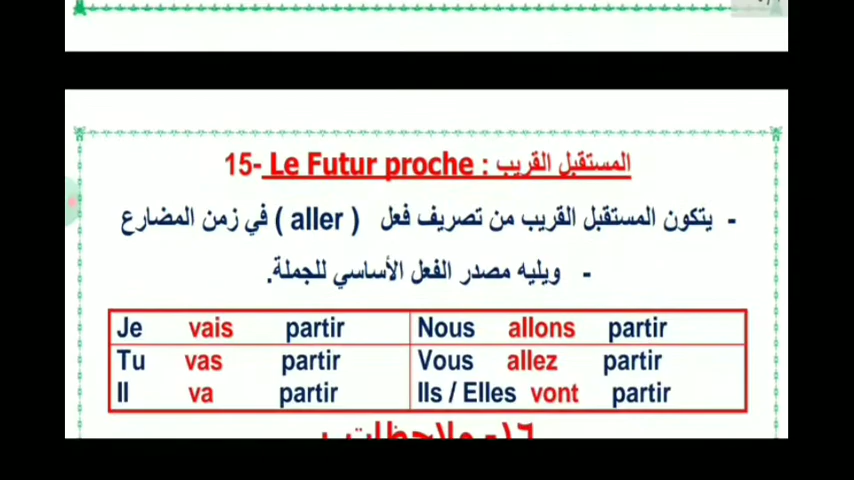 15- Le Futur proche : المستقبل القريب
- يتكون المستقبل القريب من تصريف فعل ( aller ) في زمن المضارع
- ويليه مصدر الفعل الأساسي للجملة.
Je vais partir Nous allons partir
Tu vas partir Vous allez partir
Il va partir Ils / Elles vont partir
١٦- ملاحظات :